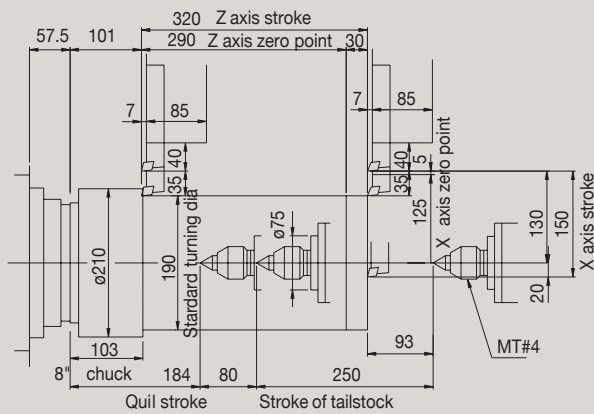 320 Z axis stroke
57.5 101 290 Z axis zero point 30
7 85 7 85
40 40 5
35 35
Stardard turning dia
190
ø75
125
X axis zero point
130
150
X axis stroke
20
ø210
103
93
MT#4
8" chuck 184 80 250
Quil stroke Stroke of tailstock